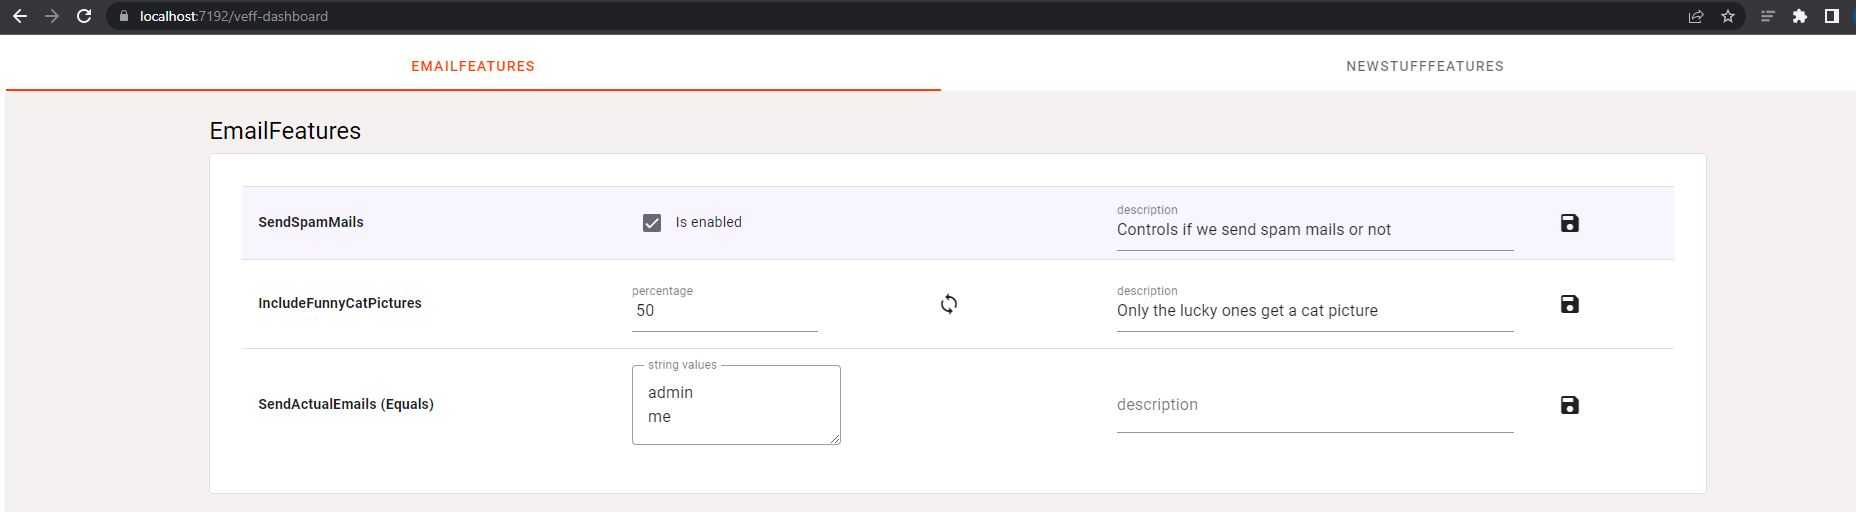 localhost:7192/veff-dashboard
EMAILFEATURES
NEWSTUFFFEATURES
EmailFeatures
SendSpamMails
Is enabled
description
Controls if we send spam mails or not
IncludeFunnyCatPictures
percentage
50
description
Only the lucky ones get a cat picture
SendActualEmails (Equals)
string values
admin
me
description